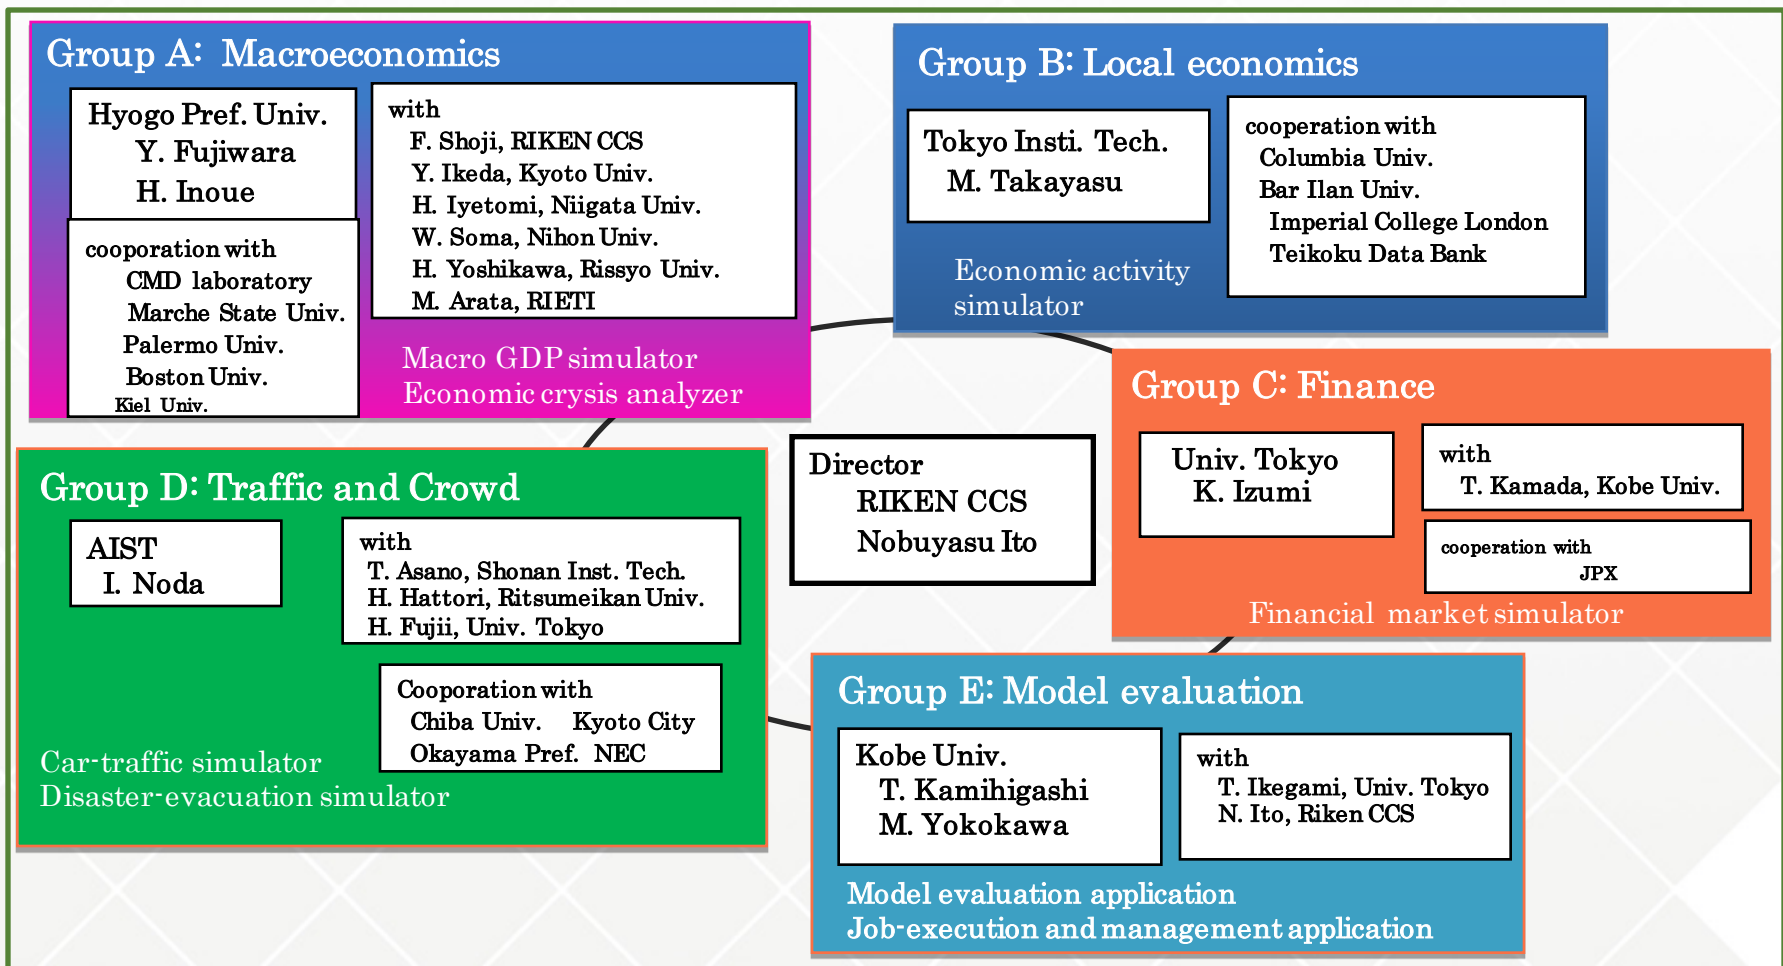 Group A: Macroeconomics
Hyogo Pref. Univ.
Y. Fujiwara
H. Inoue
cooporation with
CMD laboratory
Marche State Univ.
Palermo Univ.
Boston Univ.
Kiel Univ.
with
F. Shoji, RIKEN CCS
Y. Ikeda, Kyoto Univ.
H. Iyetomi, Niigata Univ.
W. Soma, Nihon Univ.
H. Yoshikawa, Rissyo Univ.
M. Arata, RIETI
Macro GDP simulator
Economic crysis analyzer
Group B: Local economics
Tokyo Insti. Tech.
M. Takayasu
cooperation with
Columbia Univ.
Bar Ilan Univ.
Imperial College London
Teikoku Data Bank
Economic activity
simulator
Group C: Finance
Univ. Tokyo
K. Izumi
with
T. Kamada, Kobe Univ.
cooperation with
JPX
Financial market simulator
Director
RIKEN CCS
Nobuyasu Ito
Group D: Traffic and Crowd
AIST
I. Noda
with
T. Asano, Shonan Inst. Tech.
H. Hattori, Ritsumeikan Univ.
H. Fujii, Univ. Tokyo
Cooporation with
Chiba Univ. Kyoto City
Okayama Pref. NEC
Car-traffic simulator
Disaster-evacuation simulator
Group E: Model evaluation
Kobe Univ.
T. Kamihigashi
M. Yokokawa
with
T. Ikegami, Univ. Tokyo
N. Ito, Riken CCS
Model evaluation application
Job-execution and management application